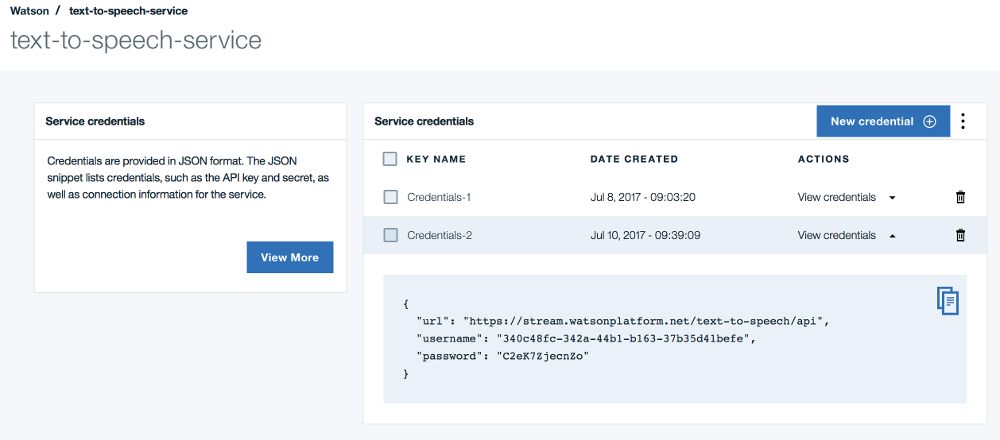 Watson / text-to-speech-service
text-to-speech-service
Service credentials
Credentials are provided in JSON format. The JSON
snippet lists credentials, such as the API key and secret, as
well as connection information for the service.
View More
Service credentials
New credential
KEY NAME DATE CREATED ACTIONS
Credentials-1 Jul 8, 2017 - 09:03:20 View credentials
Credentials-2 Jul 10, 2017 - 09:39:09 View credentials
{
"url": "https://stream.watsonplatform.net/text-to-speech/api",
"username": "340c48fc-342a-44b1-b163-37b35d41befe",
"password": "C2eK7ZjecnZo"
}